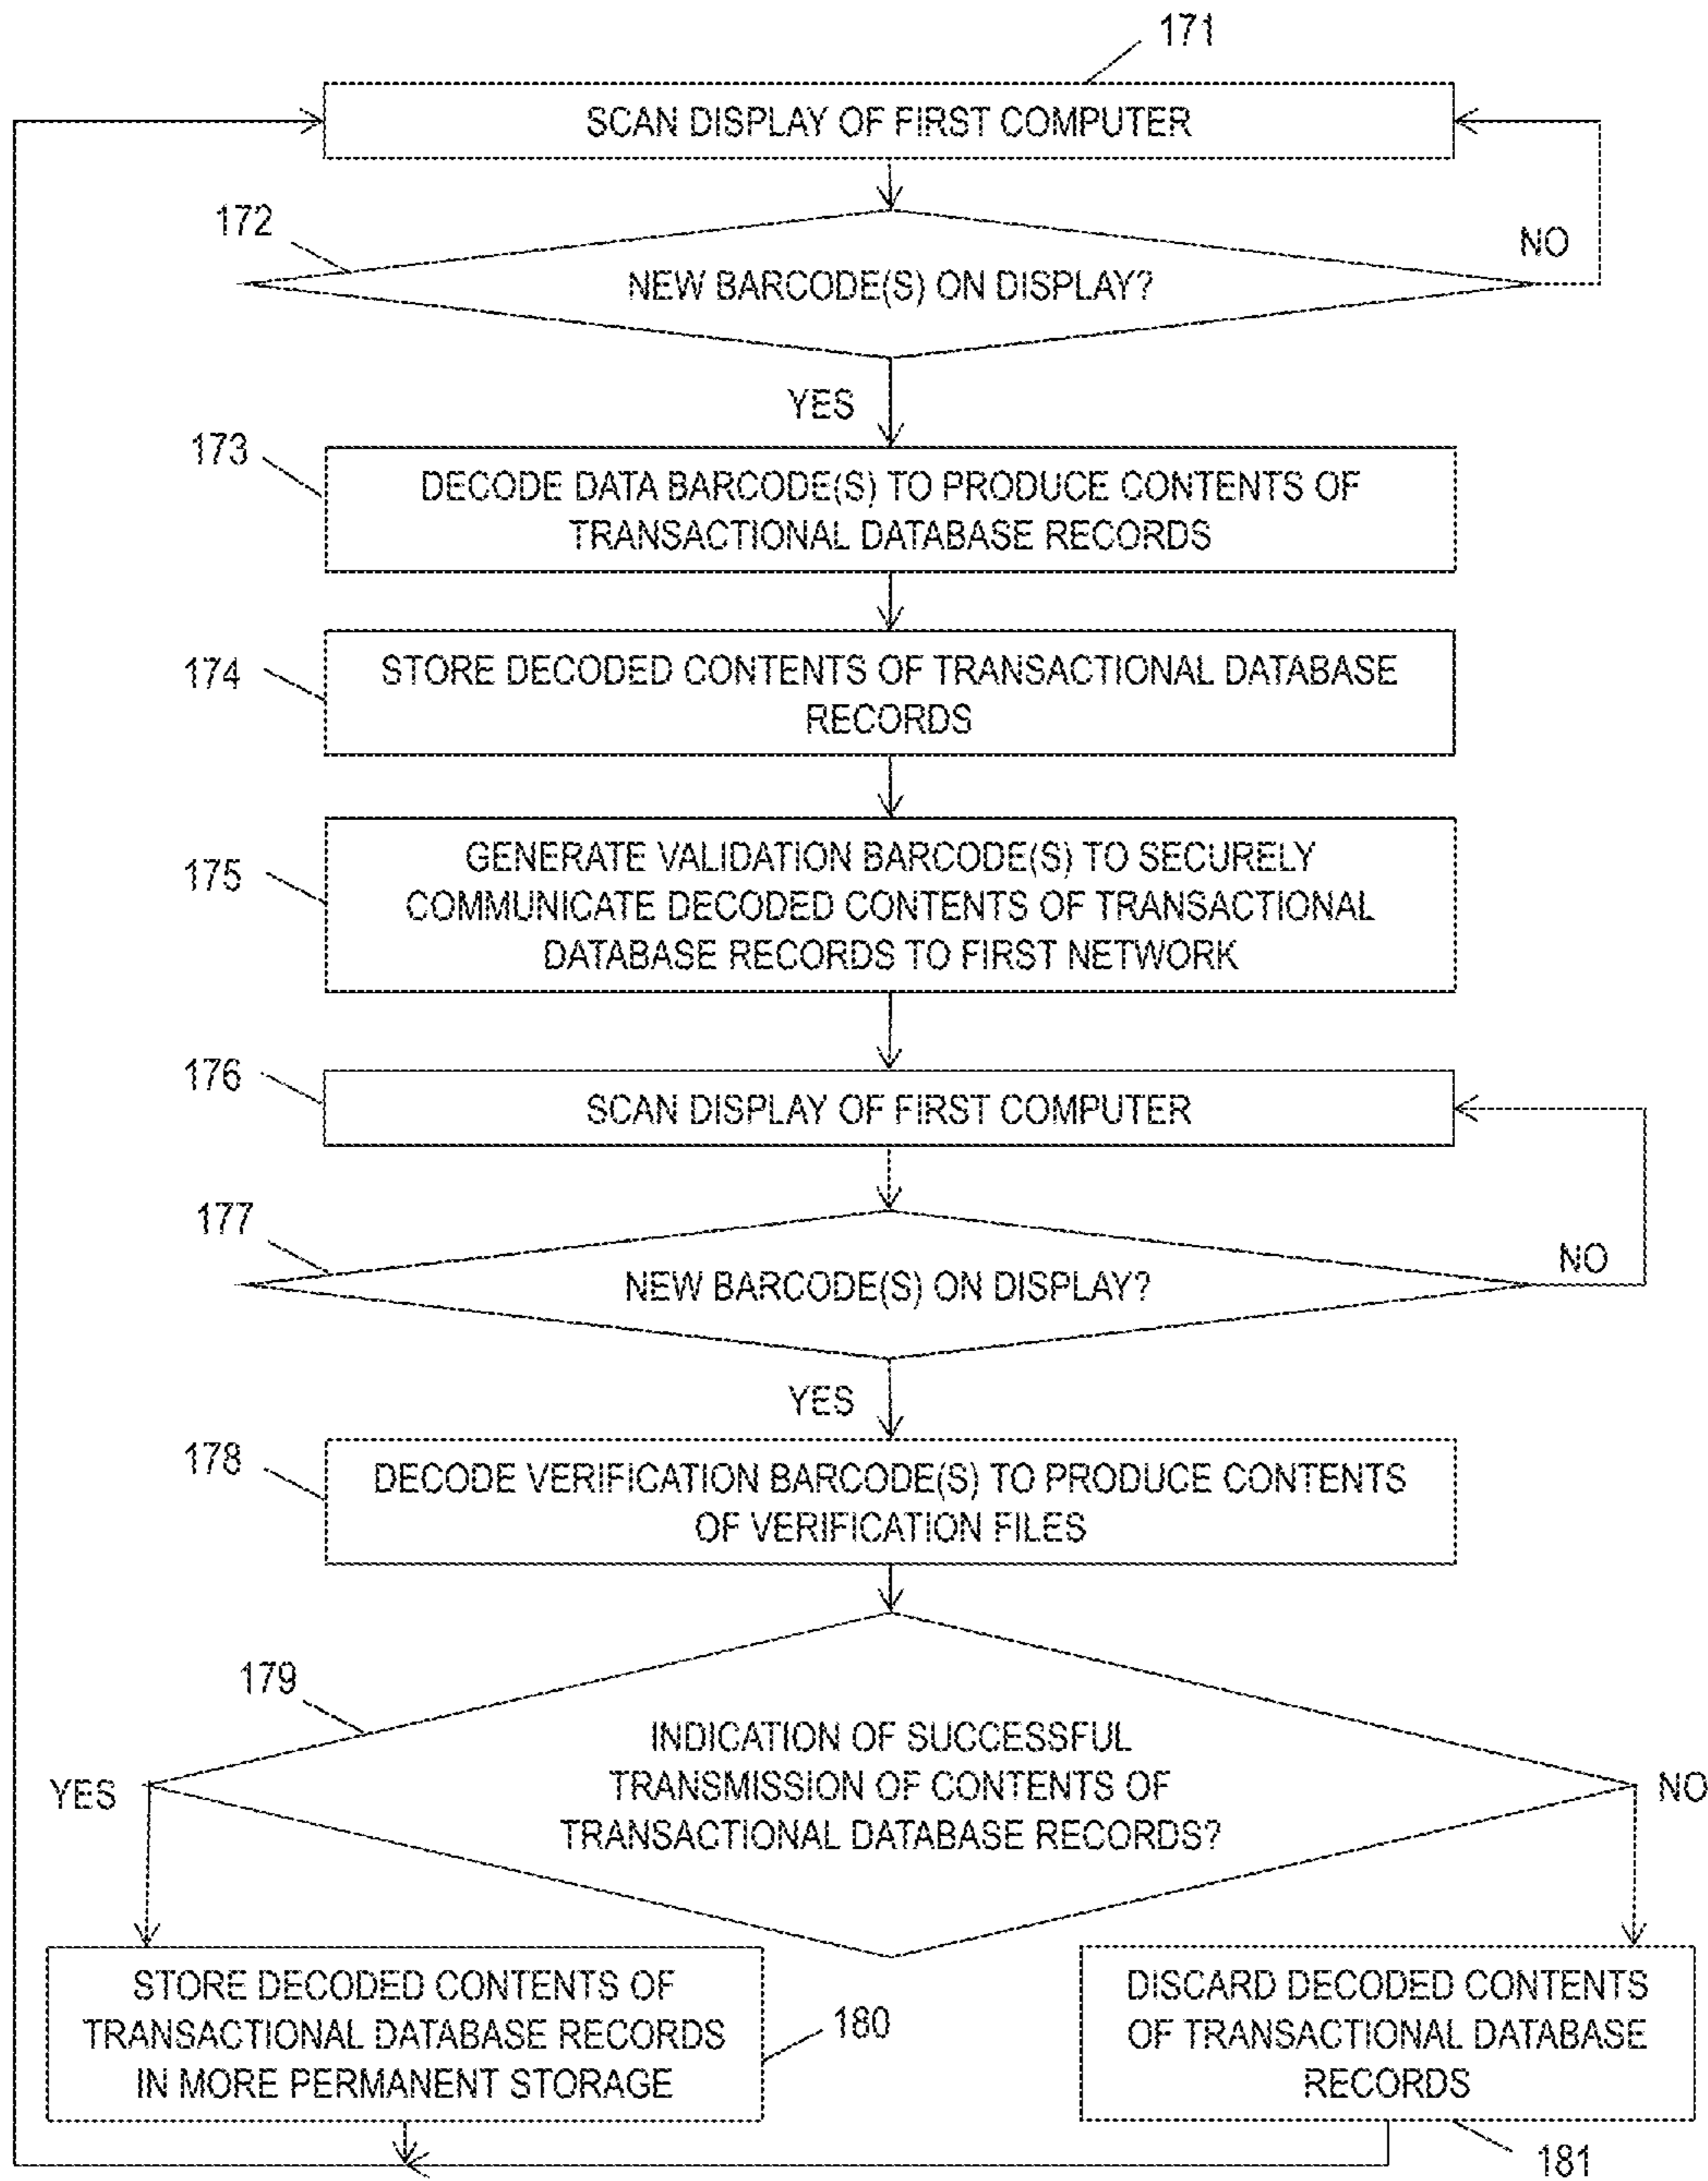 171
SCAN DISPLAY OF FIRST COMPUTER
172
NO
NEW BARCODE(S) ON DISPLAY?
YES
173
DECODE DATA BARCODE(S) TO PRODUCE CONTENTS OF
TRANSACTIONAL DATABASE RECORDS
174
STORE DECODED CONTENTS OF TRANSACTIONAL DATABASE
RECORDS
175
GENERATE VALIDATION BARCODE(S) TO SECURELY
COMMUNICATE DECODED CONTENTS OF TRANSACTIONAL
DATABASE RECORDS TO FIRST NETWORK
176
SCAN DISPLAY OF FIRST COMPUTER
177
NO
NEW BARCODE(S) ON DISPLAY?
YES
178
DECODE VERIFICATION BARCODE(S) TO PRODUCE CONTENTS
OF VERIFICATION FILES
179
INDICATION OF SUCCESSFUL
TRANSMISSION OF CONTENTS OF
TRANSACTIONAL DATABASE RECORDS?
YES
NO
STORE DECODED CONTENTS OF
TRANSACTIONAL DATABASE RECORDS
IN MORE PERMANENT STORAGE
180
DISCARD DECODED CONTENTS
OF TRANSACTIONAL DATABASE
RECORDS
181